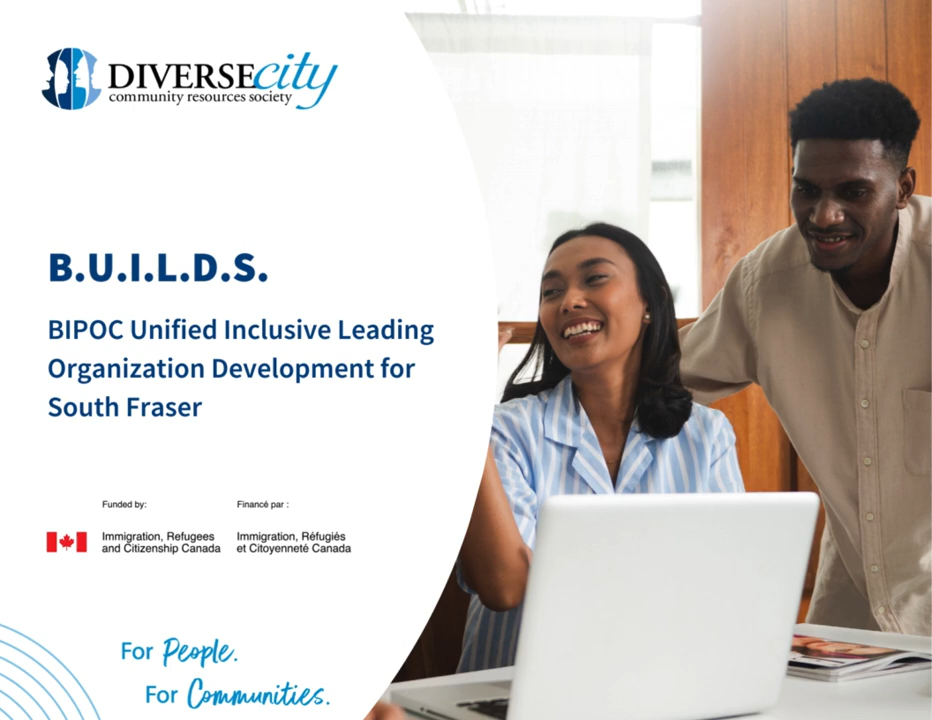 DIVERSEcity
community resources society
B.U.I.L.D.S.
BIPOC Unified Inclusive Leading
Organization Development for
South Fraser
Funded by:
Financé par :
Immigration, Refugees
and Citizenship Canada
Immigration, Réfugiés
et Citoyenneté Canada
For People.
For Communities.